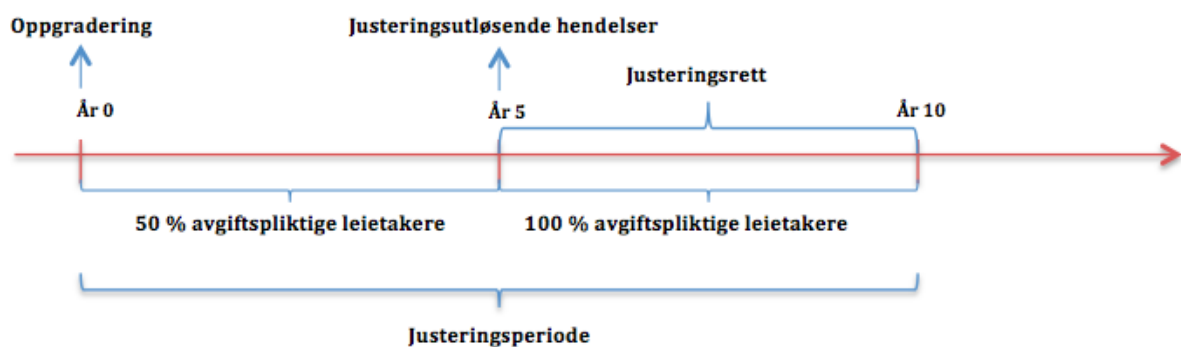 Oppgradering
Justeringsutløsende hendelser
Justeringsrett
År 0
År 5
År 10
50 % avgiftspliktige leietakere
100 % avgiftspliktige leietakere
Justeringsperiode